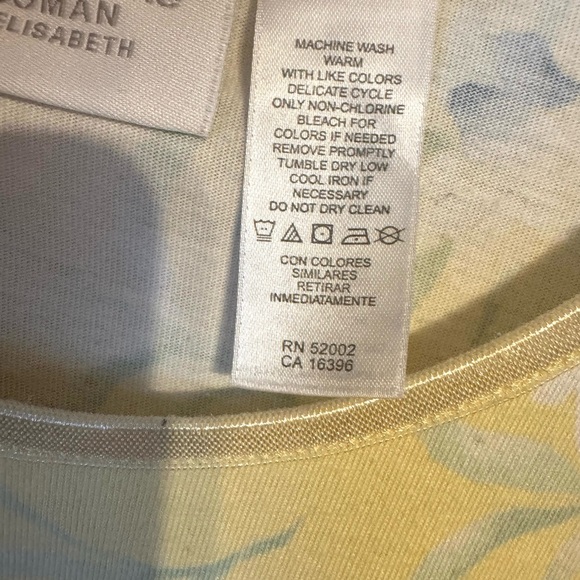 WOMAN
ELISABETH
MACHINE WASH
WARM
WITH LIKE COLORS
DELICATE CYCLE
ONLY NON-CHLORINE
BLEACH FOR
COLORS IF NEEDED
REMOVE PROMPTLY
TUMBLE DRY LOW
COOL IRON IF
NECESSARY
DO NOT DRY CLEAN
CON COLORES
SIMILARES
RETIRAR
INMEDIATAMENTE
RN 52002
CA 16396